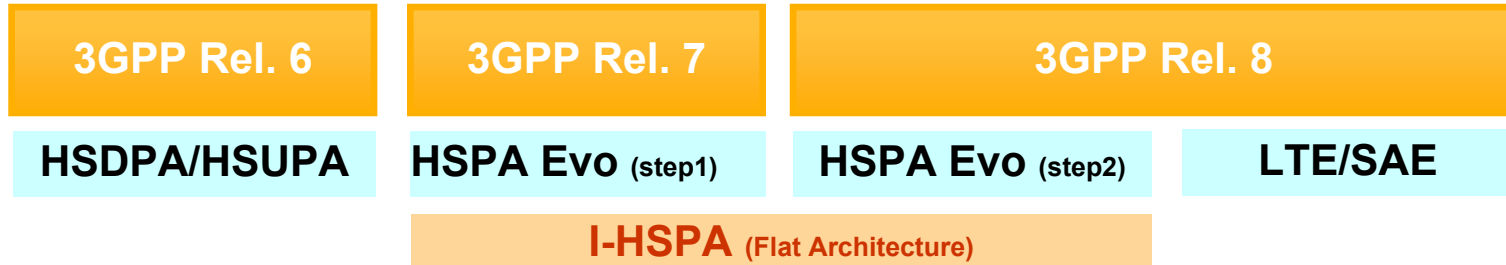 3GPP Rel. 6 3GPP Rel. 7 3GPP Rel. 8
HSDPA/HSUPA HSPA Evo (step1) HSPA Evo (step2) LTE/SAE
I-HSPA (Flat Architecture)